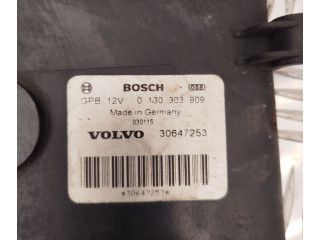 BOSCH
GPB 12V 0 130 303 909
Made in Germany
030115
VOLVO 30647253
*30647253*